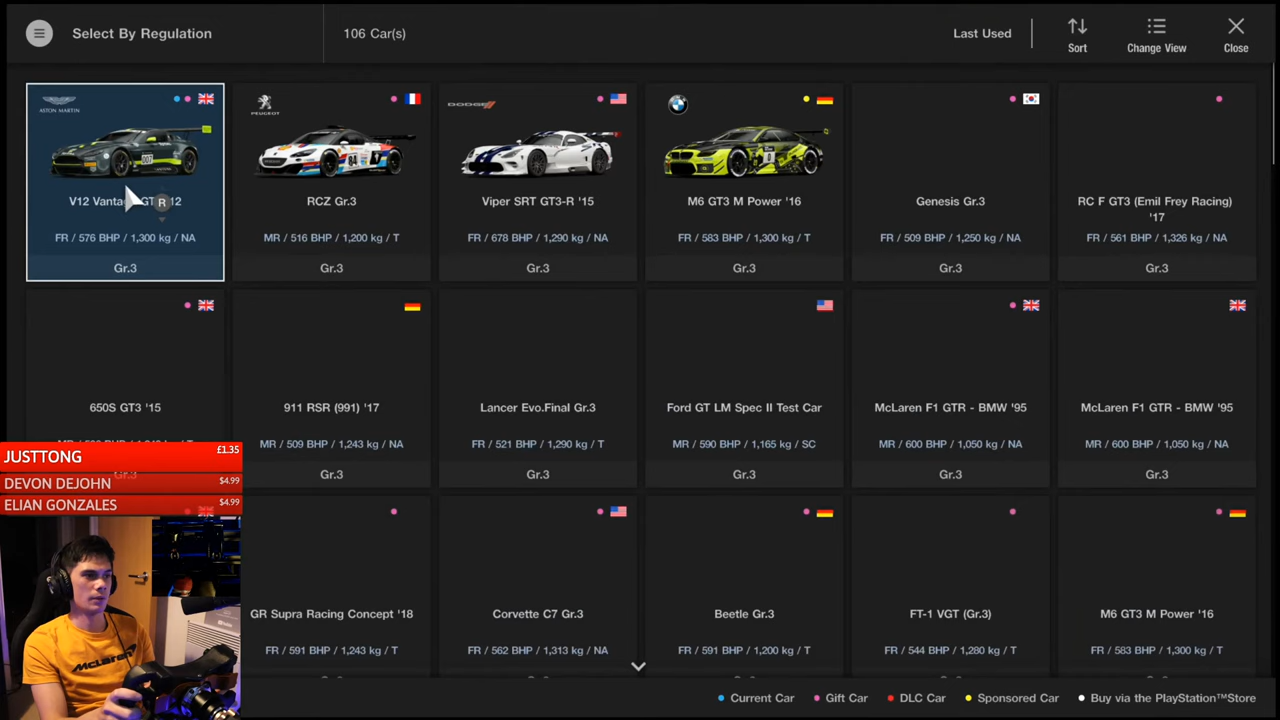 Select By Regulation
106 Car(s)
Last Used
Sort
Change View
Close
ASTON MARTIN
PEUGEOT
DODGE
RCZ Gr.3
Viper SRT GT3-R '15
M6 GT3 M Power '16
Genesis Gr.3
RC F GT3 (Emil Frey Racing)
'17
V12 GT 12
R
FR / 576 BHP / 1,300 kg / NA
MR / 516 BHP / 1,200 kg / T
FR / 678 BHP / 1,290 kg / NA
FR / 583 BHP / 1,300 kg / T
FR / 509 BHP / 1,250 kg / NA
FR / 561 BHP / 1,326 kg / NA
Gr.3
Gr.3
Gr.3
Gr.3
Gr.3
Gr.3
650S GT3 '15
911 RSR (991) '17
Lancer Evo.Final Gr.3
Ford GT LM Spec II Test Car
McLaren F1 GTR - BMW '95
McLaren F1 GTR - BMW '95
MR / 509 BHP / 1,243 kg / NA
FR / 521 BHP / 1,290 kg / T
MR / 590 BHP / 1,165 kg / SC
MR / 600 BHP / 1,050 kg / NA
MR / 600 BHP / 1,050 kg / NA
Gr.3
Gr.3
Gr.3
Gr.3
Gr.3
JUSTTONG £1.35
DEVON DEJOHN $4.99
ELIAN GONZALES $4.99
GR Supra Racing Concept '18
Corvette C7 Gr.3
Beetle Gr.3
FT-1 VGT (Gr.3)
M6 GT3 M Power '16
FR / 591 BHP / 1,243 kg / T
FR / 562 BHP / 1,313 kg / NA
FR / 591 BHP / 1,200 kg / T
FR / 544 BHP / 1,280 kg / T
FR / 583 BHP / 1,300 kg / T
Current Car
Gift Car
DLC Car
Sponsored Car
Buy via the PlayStation™Store
McLAREN